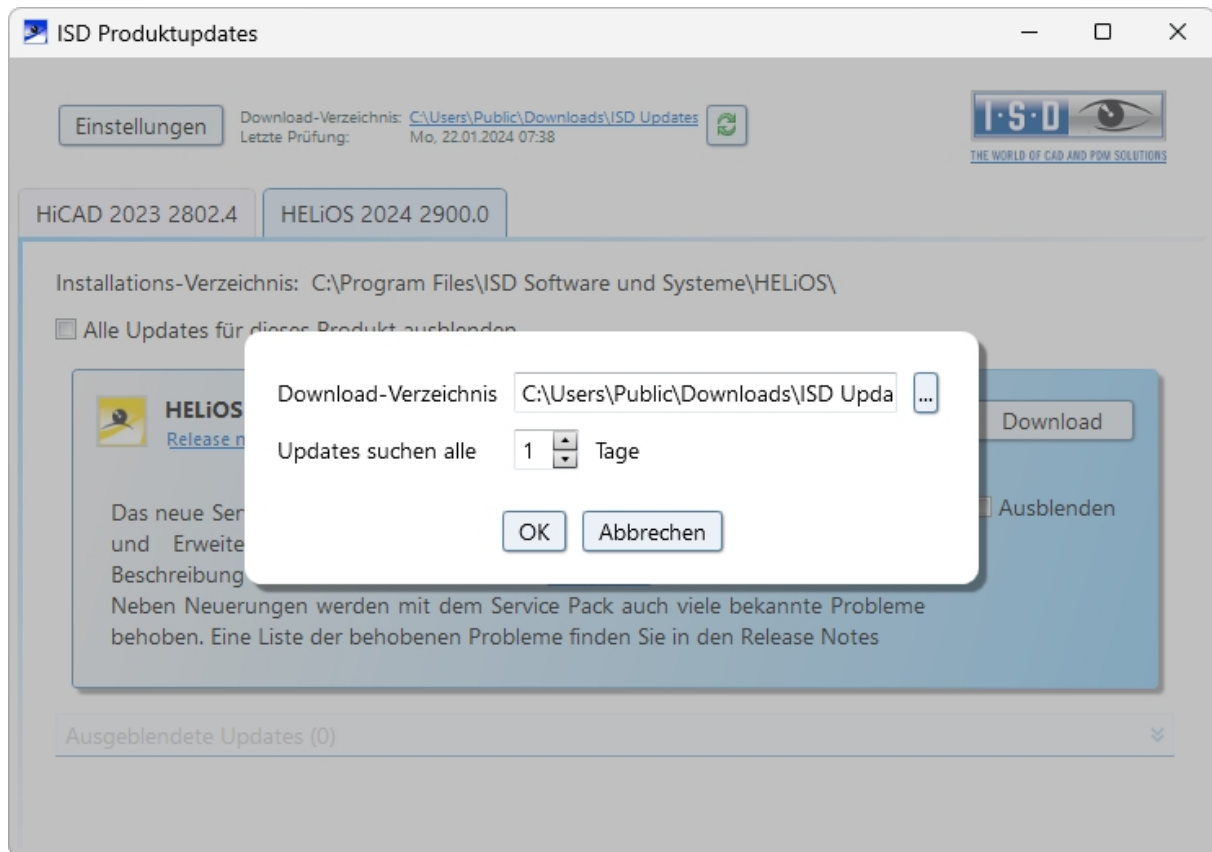 ISD Produktupdates
Einstellungen
Download-Verzeichnis: C:\Users\Public\Downloads\ISD Updates
Letzte Prüfung: Mo, 22.01.2024 07:38
I·S·D
THE WORLD OF CAD AND PDM SOLUTIONS
HiCAD 2023 2802.4
HELiOS 2024 2900.0
Installations-Verzeichnis: C:\Program Files\ISD Software und Systeme\HELiOS\
Alle Updates für dieses Produkt ausblenden
HELiOS
Release
Download
Download-Verzeichnis C:\Users\Public\Downloads\ISD Upda ...
Updates suchen alle 1 Tage
OK Abbrechen
Ausblenden
Das neue
und
Beschreibung
Neben Neuerungen werden mit dem Service Pack auch viele bekannte Probleme
behoben. Eine Liste der behobenen Probleme finden Sie in den Release Notes
Ausgeblendete Updates (0)